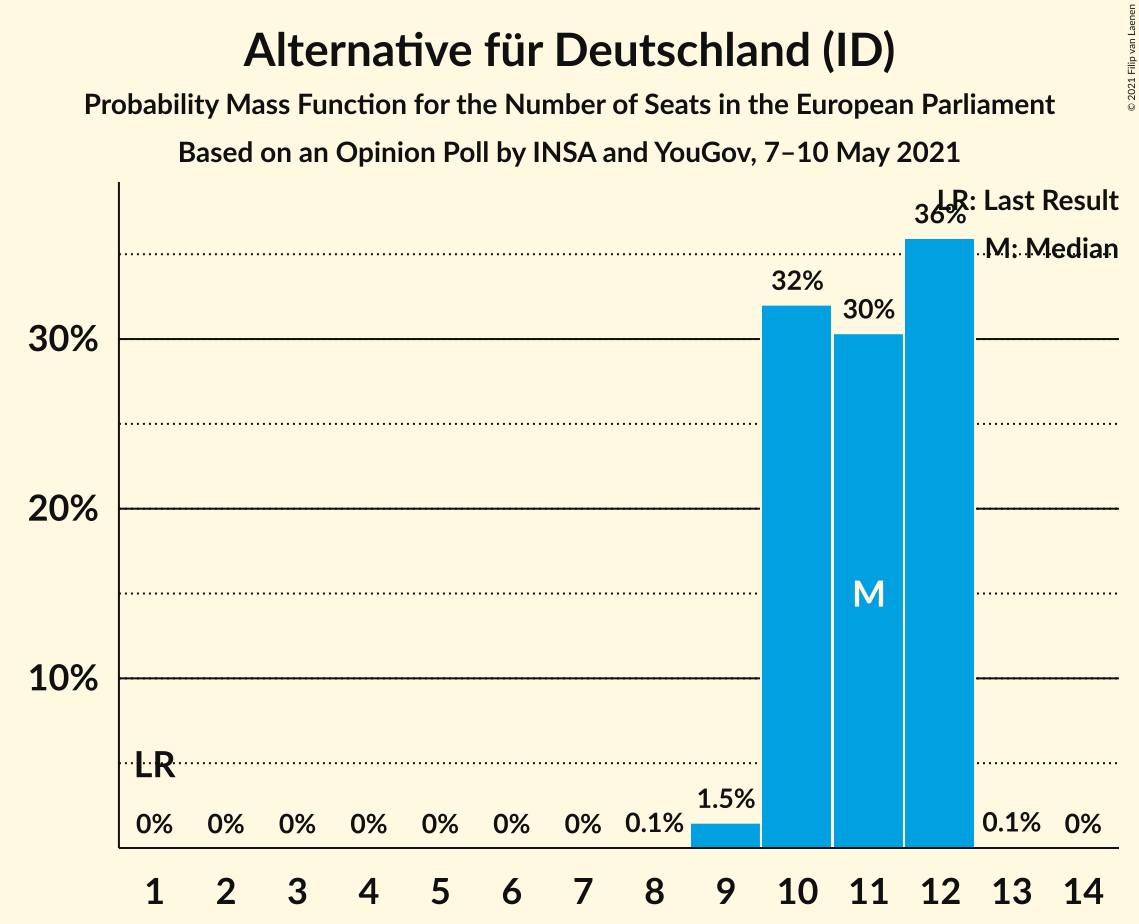 Alternative für Deutschland (ID)
Probability Mass Function for the Number of Seats in the European Parliament
Based on an Opinion Poll by INSA and YouGov, 7–10 May 2021
© 2021 Filip van Laenen
LR: Last Result
M: Median
36%
32%
30%
30%
20%
M
10%
LR
1.5%
0% 0% 0% 0% 0% 0% 0% 0.1% 0.1% 0%
1 2 3 4 5 6 7 8 9 10 11 12 13 14